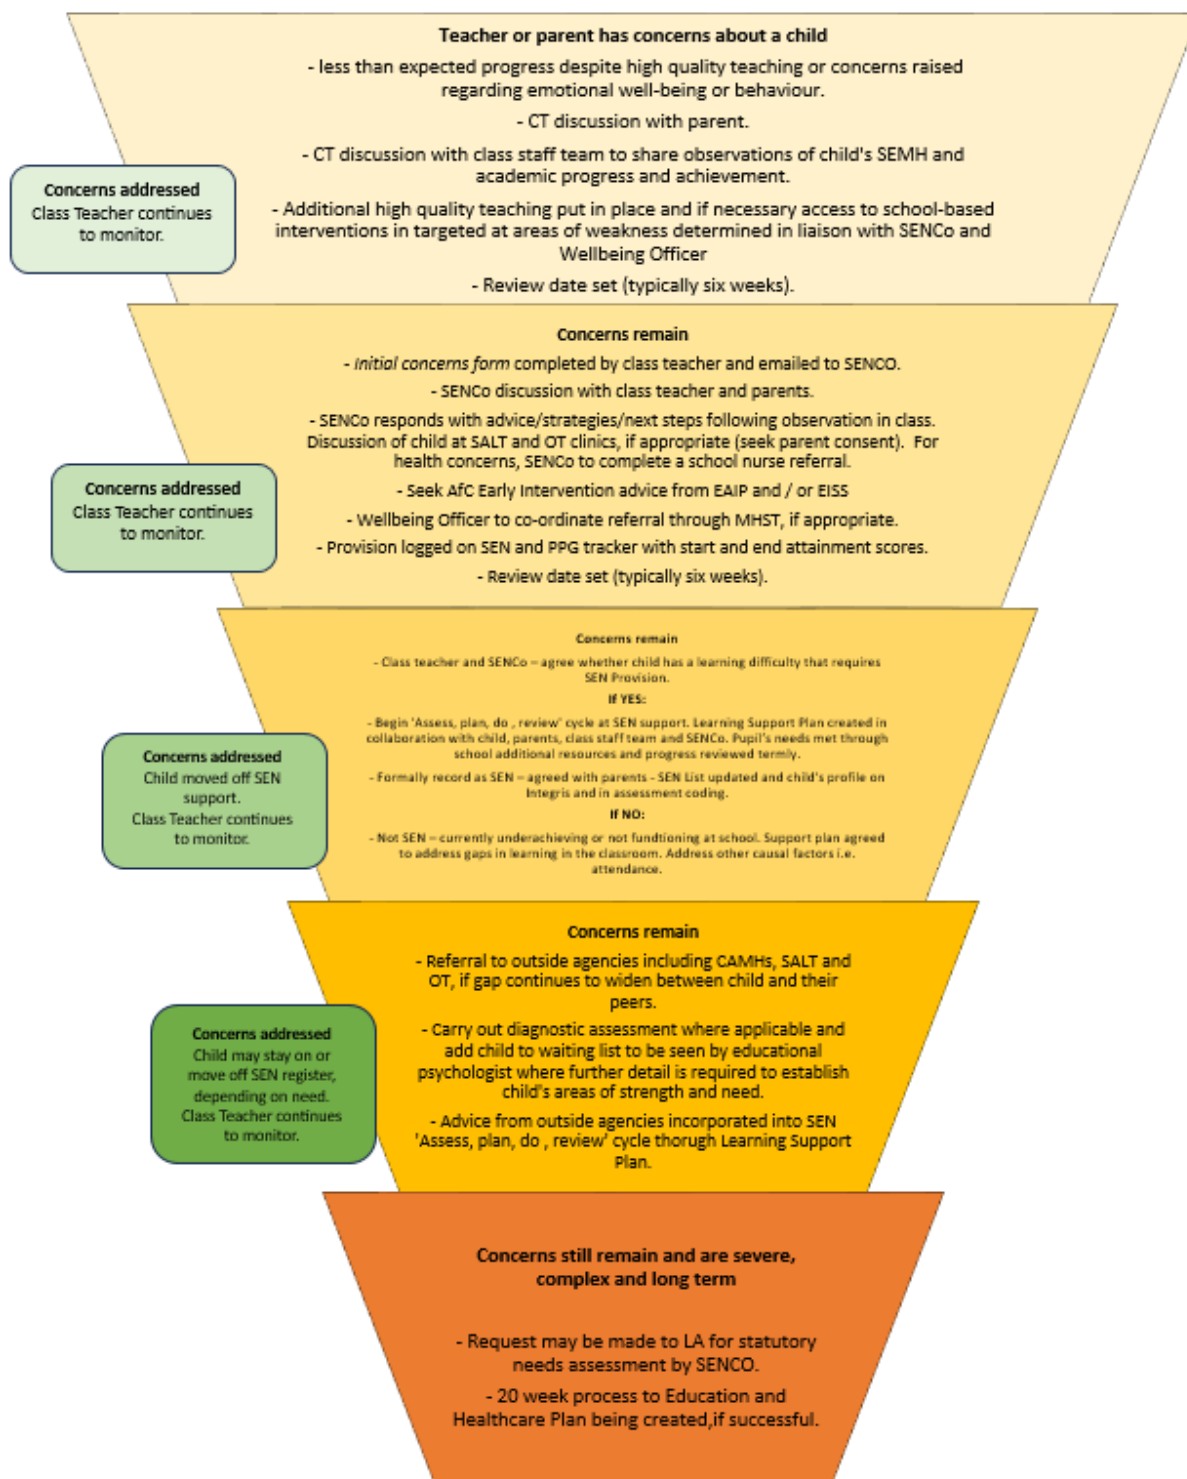 Teacher or parent has concerns about a child
- less than expected progress despite high quality teaching or concerns raised
regarding emotional well-being or behaviour.
- CT discussion with parent.
- CT discussion with class staff team to share observations of child's SEMH and
academic progress and achievement.
- Additional high quality teaching put in place and if necessary access to school-based
interventions in targeted at areas of weakness determined in liaison with SENCo and
Wellbeing Officer
- Review date set (typically six weeks).
Concerns addressed
Class Teacher continues
to monitor.
Concerns remain
- Initial concerns form completed by class teacher and emailed to SENCO.
- SENCo discussion with class teacher and parents.
- SENCo responds with advice/strategies/next steps following observation in class.
Discussion of child at SALT and OT clinics, if appropriate (seek parent consent). For
health concerns, SENCo to complete a school nurse referral.
- Seek AfC Early Intervention advice from EAIP and / or EISS
- Wellbeing Officer to co-ordinate referral through MHST, if appropriate.
- Provision logged on SEN and PPG tracker with start and end attainment scores.
- Review date set (typically six weeks).
Concerns addressed
Class Teacher continues
to monitor.
Concerns remain
- Class teacher and SENCo – agree whether child has a learning difficulty that requires
SEN Provision.
If YES:
- Begin 'Assess, plan, do , review' cycle at SEN support. Learning Support Plan created in
collaboration with child, parents, class staff team and SENCo. Pupil's needs met through
school additional resources and progress reviewed termly.
- Formally record as SEN – agreed with parents - SEN List updated and child's profile on
Integris and in assessment coding.
If NO:
- Not SEN – currently underachieving or not fundtioning at school. Support plan agreed
to address gaps in learning in the classroom. Address other causal factors i.e.
attendance.
Concerns addressed
Child moved off SEN
support.
Class Teacher continues
to monitor.
Concerns remain
- Referral to outside agencies including CAMHs, SALT and
OT, if gap continues to widen between child and their
peers.
- Carry out diagnostic assessment where applicable and
add child to waiting list to be seen by educational
psychologist where further detail is required to establish
child's areas of strength and need.
- Advice from outside agencies incorporated into SEN
'Assess, plan, do , review' cycle thorugh Learning Support
Plan.
Concerns addressed
Child may stay on or
move off SEN register,
depending on need.
Class Teacher continues
to monitor.
Concerns still remain and are severe,
complex and long term
- Request may be made to LA for statutory
needs assessment by SENCO.
- 20 week process to Education and
Healthcare Plan being created,if successful.